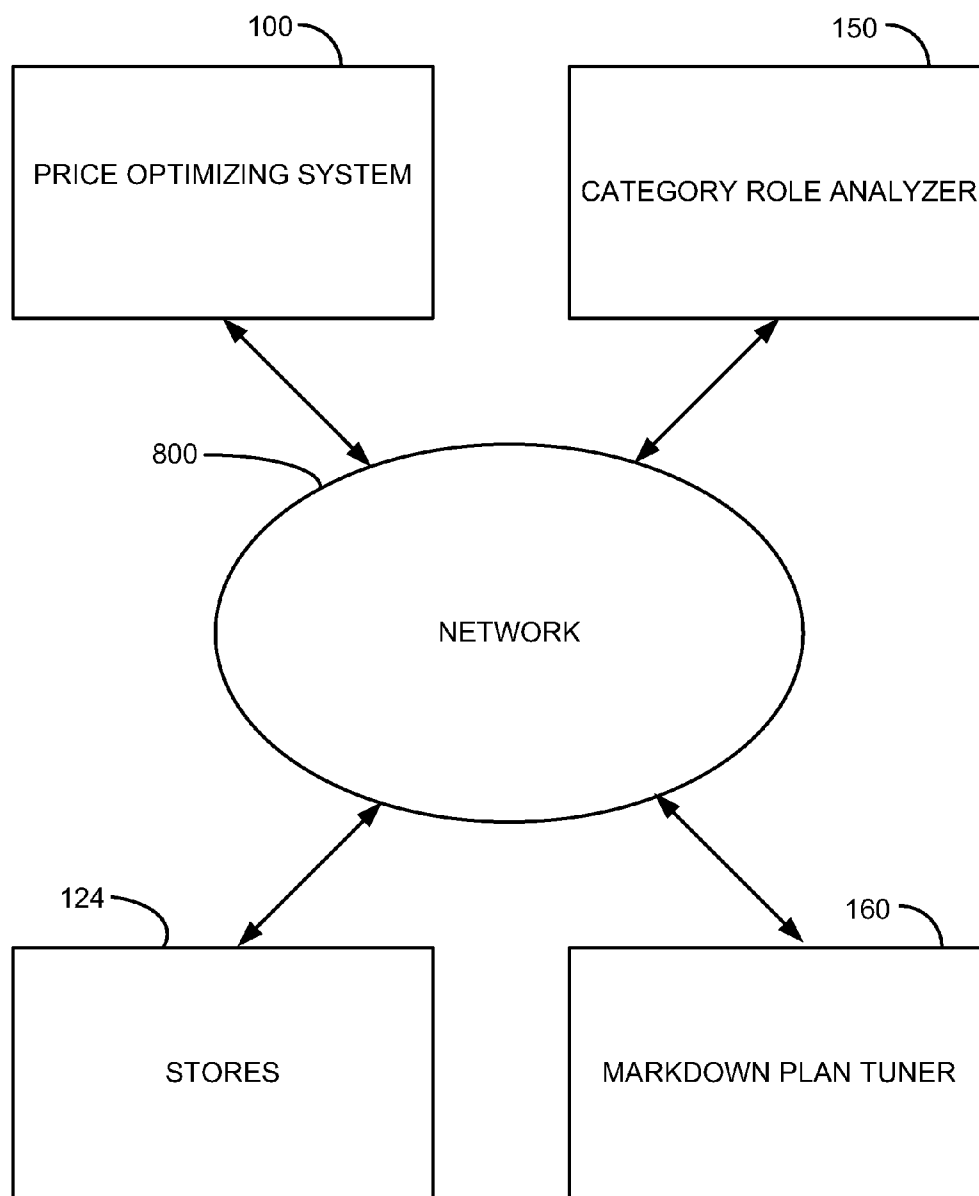 100
150
PRICE OPTIMIZING SYSTEM
CATEGORY ROLE ANALYZER
800
NETWORK
124
160
STORES
MARKDOWN PLAN TUNER